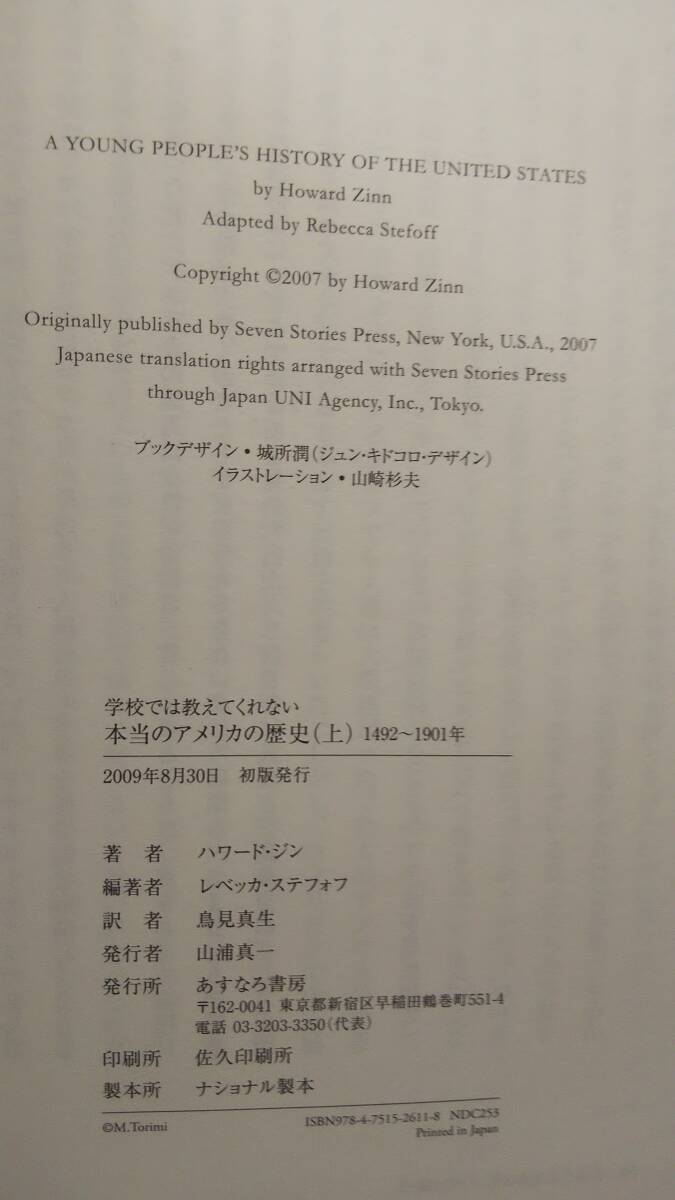 A YOUNG PEOPLE'S HISTORY OF THE UNITED STATES
by Howard Zinn
Adapted by Rebecca Stefoff
Copyright ©2007 by Howard Zinn
Originally published by Seven Stories Press, New York, U.S.A., 2007
Japanese translation rights arranged with Seven Stories Press
through Japan UNI Agency, Inc., Tokyo.
ブックデザイン・城所潤(ジュン・キドコロ・デザイン)
イラストレーション・山﨑杉夫
学校では教えてくれない
本当のアメリカの歴史(上) 1492〜1901年
2009年8月30日 初版発行
著者 ハワード・ジン
編著者 レベッカ・ステフォフ
訳者 鳥見真生
発行者 山浦真一
発行所 あすなろ書房
〒162-0041 東京都新宿区早稲田鶴巻町551-4
電話 03-3203-3350(代表)
印刷所 佐久印刷所
製本所 ナショナル製本
©M.Torimi ISBN978-4-7515-2611-8 NDC253
Printed in Japan